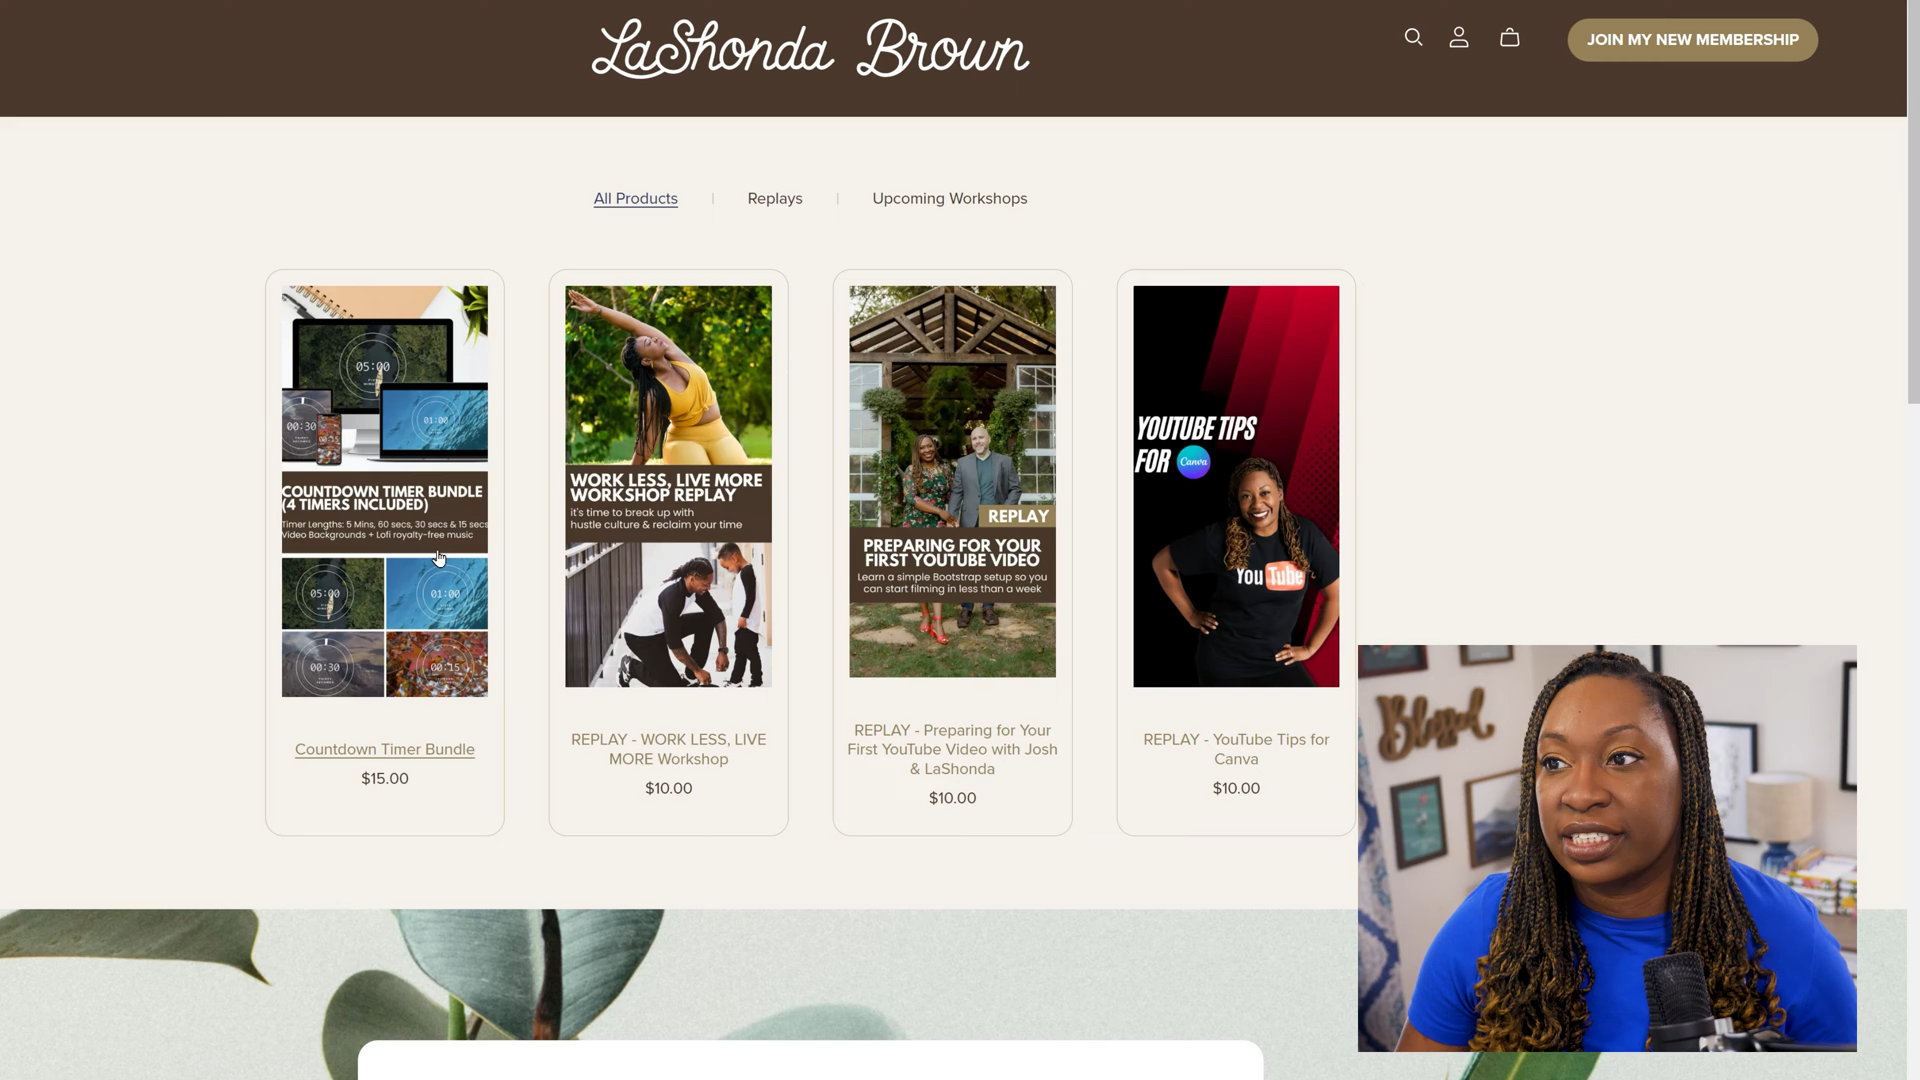 LaShonda Brown
JOIN MY NEW MEMBERSHIP
All Products | Replays | Upcoming Workshops
05:00
00:30
01:00
COUNTDOWN TIMER BUNDLE
(4 TIMERS INCLUDED)
Timer Lengths: 5 Mins, 60 secs, 30 secs & 15 secs
Video Backgrounds + Lofi royalty-free music
05:00
01:00
00:30
00:15
Countdown Timer Bundle
$15.00
WORK LESS, LIVE MORE
WORKSHOP REPLAY
it's time to break up with
hustle culture & reclaim your time
REPLAY - WORK LESS, LIVE
MORE Workshop
$10.00
REPLAY
PREPARING FOR YOUR
FIRST YOUTUBE VIDEO
Learn a simple Bootstrap setup so you
can start filming in less than a week
REPLAY - Preparing for Your
First YouTube Video with Josh
& LaShonda
$10.00
YOUTUBE TIPS
FOR Canva
YouTube
REPLAY - YouTube Tips for
Canva
$10.00
Blessed